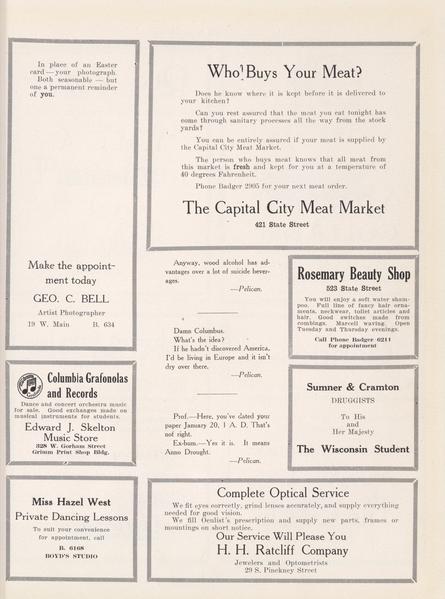 In place of an Easter
card — your photograph
Both seasonable — but
one a permanent reminder
of you.
Make the appoint-
ment today
GEO. C. BELL
Artist Photographer
19 W. Main B. 634
Who Buys Your Meat?
Does he know where it is kept before it is delivered to
your kitchen?
Can you rest assured that the meat you eat tonight has
come through sanitary processes all the way from the stock
yards?
You can be entirely assured if your meat is supplied by
the Capital City Meat Market.
The person who buys meat knows that all meat from
this market is fresh and kept for you at a temperature of
40 degrees Fahrenheit.
Phone Badger 2905 for your next meat order.
The Capital City Meat Market
421 State Street
Columbia Grafonolas
and Records
Dance and concert orchestra music
for sale. Good exchanges made on
musical instruments for students.
Edward J. Skelton
Music Store
328 W. Gorham Street
Grimm Print Shop Bldg.
Miss Hazel West
Private Dancing Lessons
To suit your convenience
for appointment, call
B. 6168
BOYD'S STUDIO
Anyway, wood alcohol has ad-
vantages over a lot of suicide bever-
ages.
—Pelican.
Damn Columbus.
What's the idea?
If he hadn't discovered America,
I'd be living in Europe and it isn't
dry over there.
—Pelican.
Prof.—Here, you've dated your
paper January 20, 1 A. D. That's
not right.
Ex-bum.—Yes it is. It means
Anno Drought.
—Pelican.
Rosemary Beauty Shop
523 State Street
You will enjoy a soft water sham-
poo. Full line of fancy hair orna-
ments, neckwear, toilet articles and
hair. Good switches made from
combings. Marcell waving. Open
Tuesday and Thursday evenings.
Call Phone Badger 6211
for appointment
Sumner & Cramton
DRUGGISTS
To His
and
Her Majesty
The Wisconsin Student
Complete Optical Service
We fit eyes correctly, grind lenses accurately, and supply everything
needed for good vision.
We fill Oculist's prescription and supply new parts, frames or
mountings on short notice.
Our Service Will Please You
H. H. Ratcliff Company
Jewelers and Optometrists
29 S. Pinckney Street